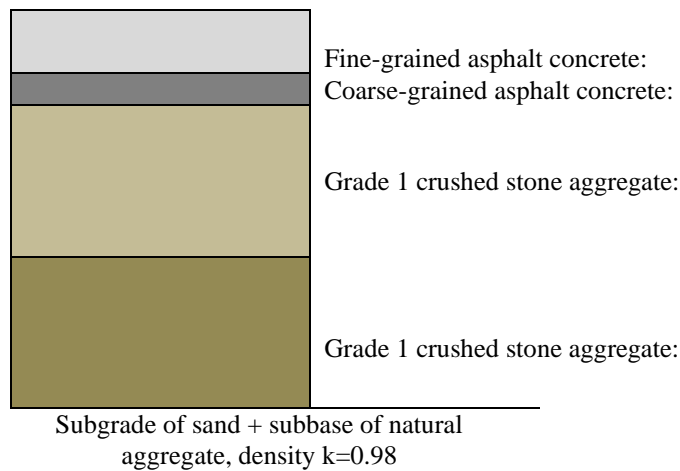 Fine-grained asphalt concrete:
Coarse-grained asphalt concrete:
Grade 1 crushed stone aggregate:
Grade 1 crushed stone aggregate:
Subgrade of sand + subbase of natural
aggregate, density k=0.98